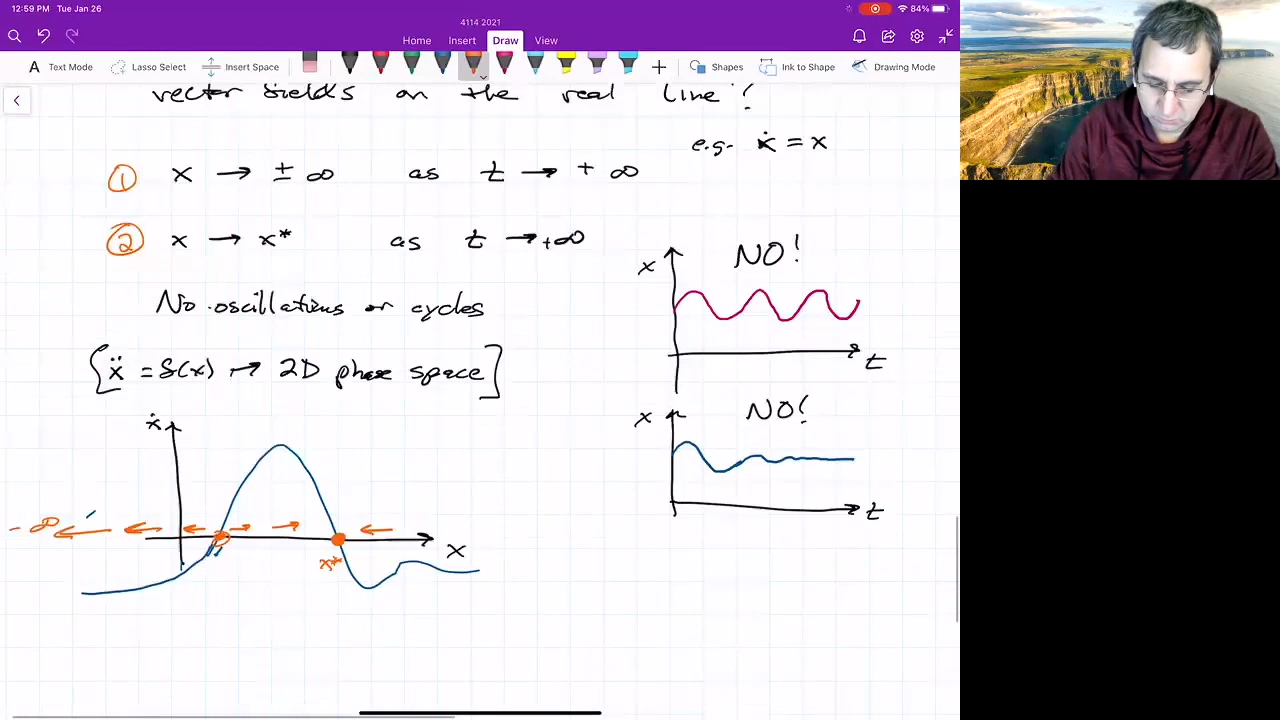 12:59 PM Tue Jan 26
84%
4114 2021
Home Insert Draw View
Text Mode Lasso Select Insert Space Shapes Ink to Shape Drawing Mode
vector fields on the real line?
e.g. ẋ = x
① x → ± ∞ as t → + ∞
② x → x* as t → +∞
No oscillations or cycles
[ẍ = f(x) → 2D phase space]
NO!
x
t
NO!
x
t
ẋ
- ∞
x
x*